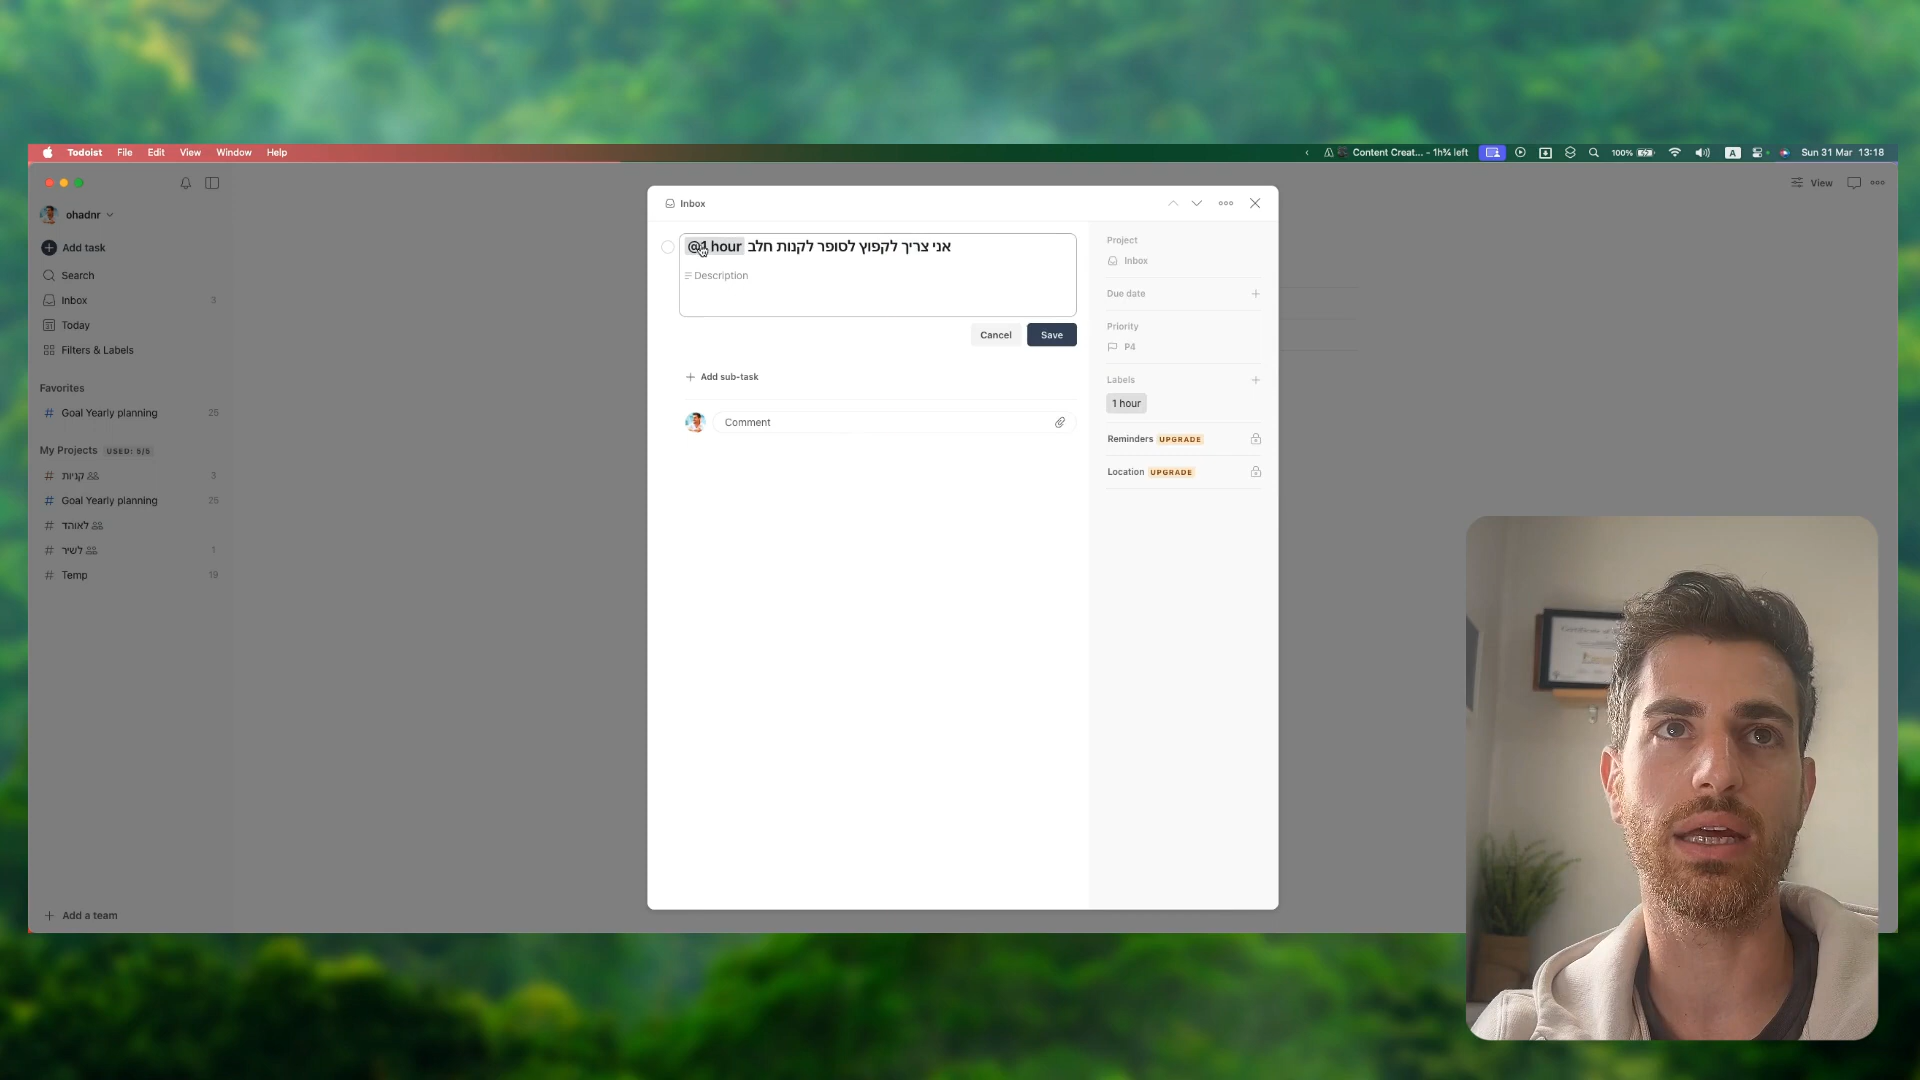 Todoist File Edit View Window Help
Content Creat... - 1h¾ left 100% A Sun 31 Mar 13:18
ohadnr
Add task
Search
Inbox 3
Today
Filters & Labels
Favorites
# Goal Yearly planning 25
My Projects USED: 5/5
# קניות 3
# Goal Yearly planning 25
# לאוהד
# לשיר 1
# Temp 19
+ Add a team
Inbox
@1 hour אני צריך לקפוץ לסופר לקנות חלב
Description
Cancel Save
+ Add sub-task
Comment
Project
Inbox
Due date +
Priority
P4
Labels +
1 hour
Reminders UPGRADE
Location UPGRADE
View